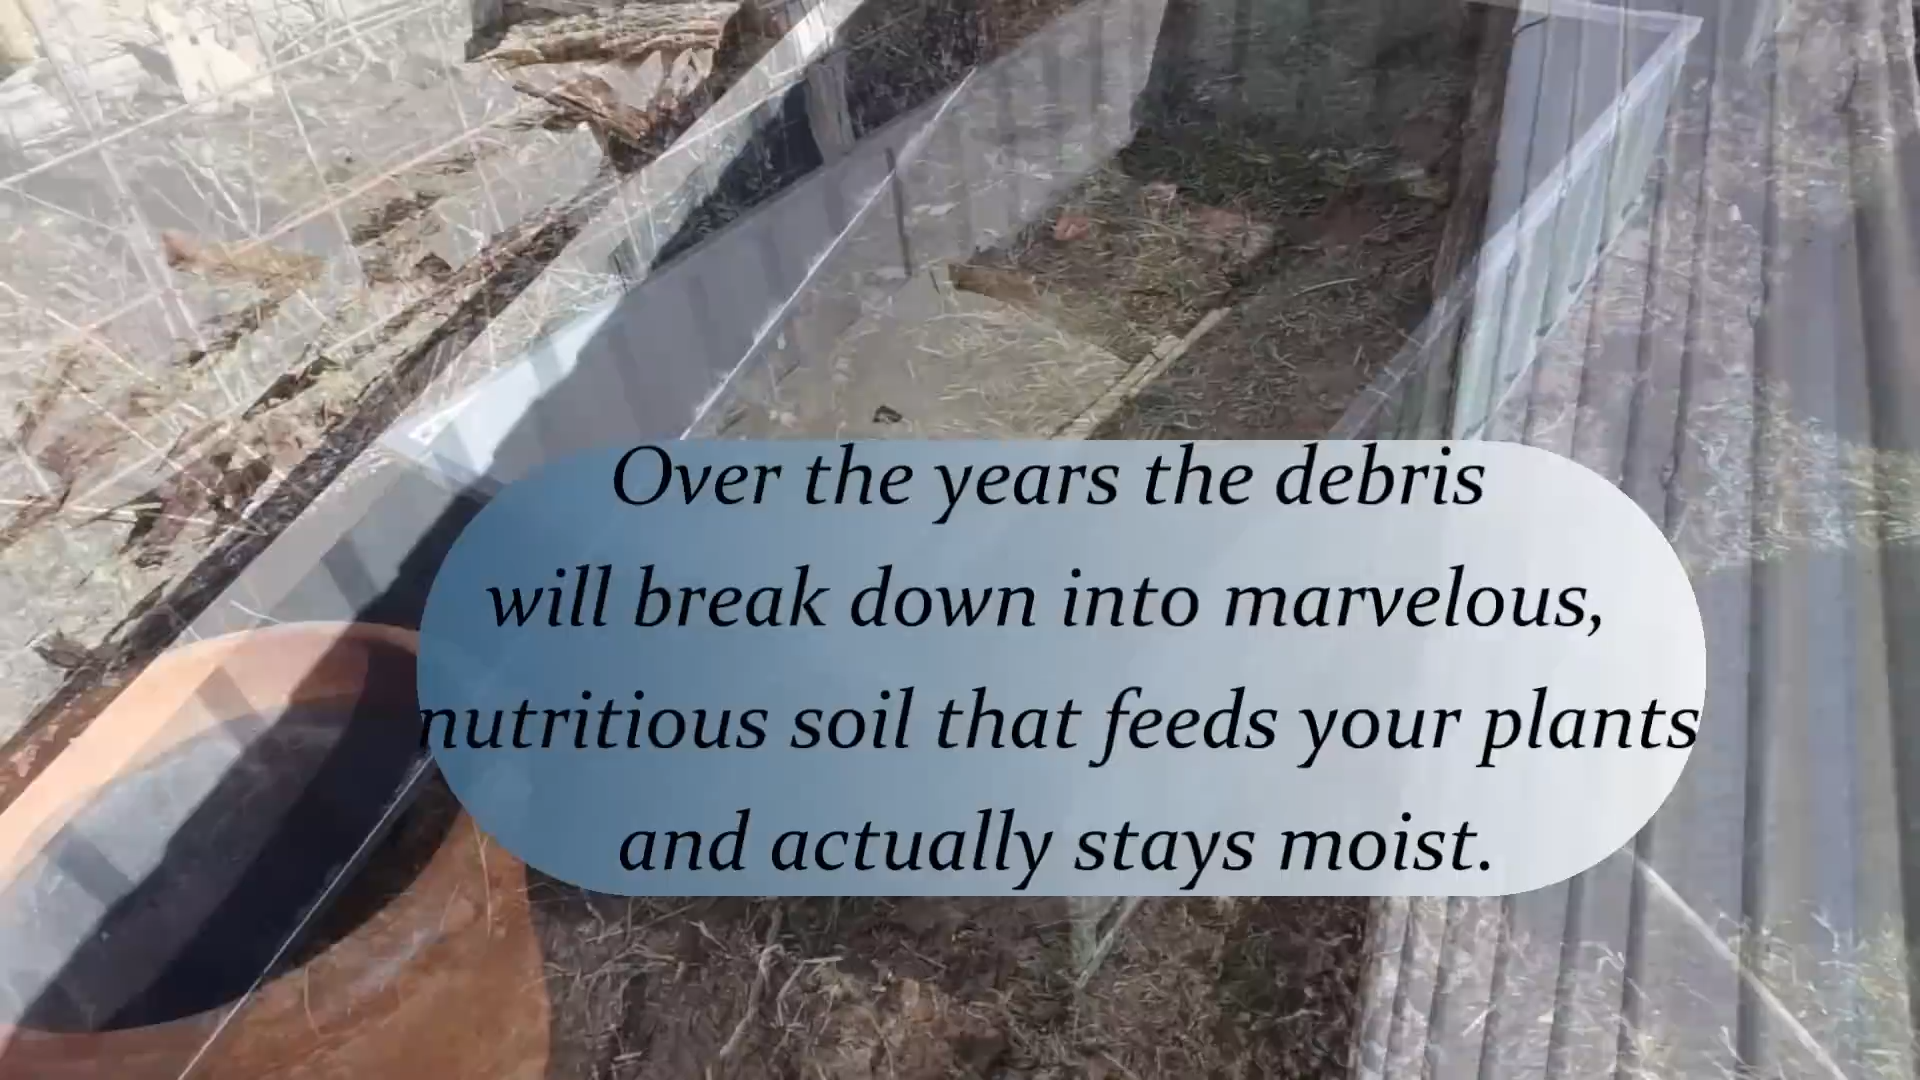 Over the years the debris
will break down into marvelous,
nutritious soil that feeds your plants
and actually stays moist.